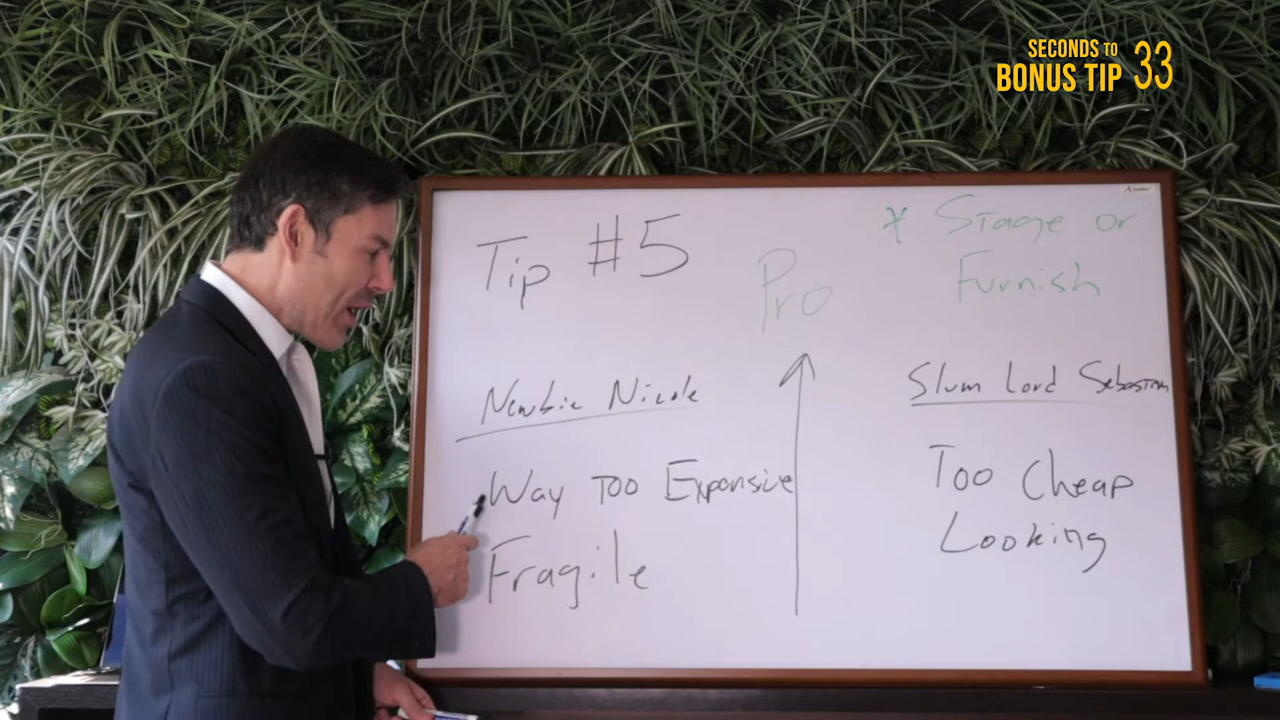 SECONDS TO
BONUS TIP 33
Tip #5
* Stage or
Furnish
Pro
Newbie Nicole
Slum Lord Sebastian
Way Too Expensive
Fragile
Too Cheap
Looking